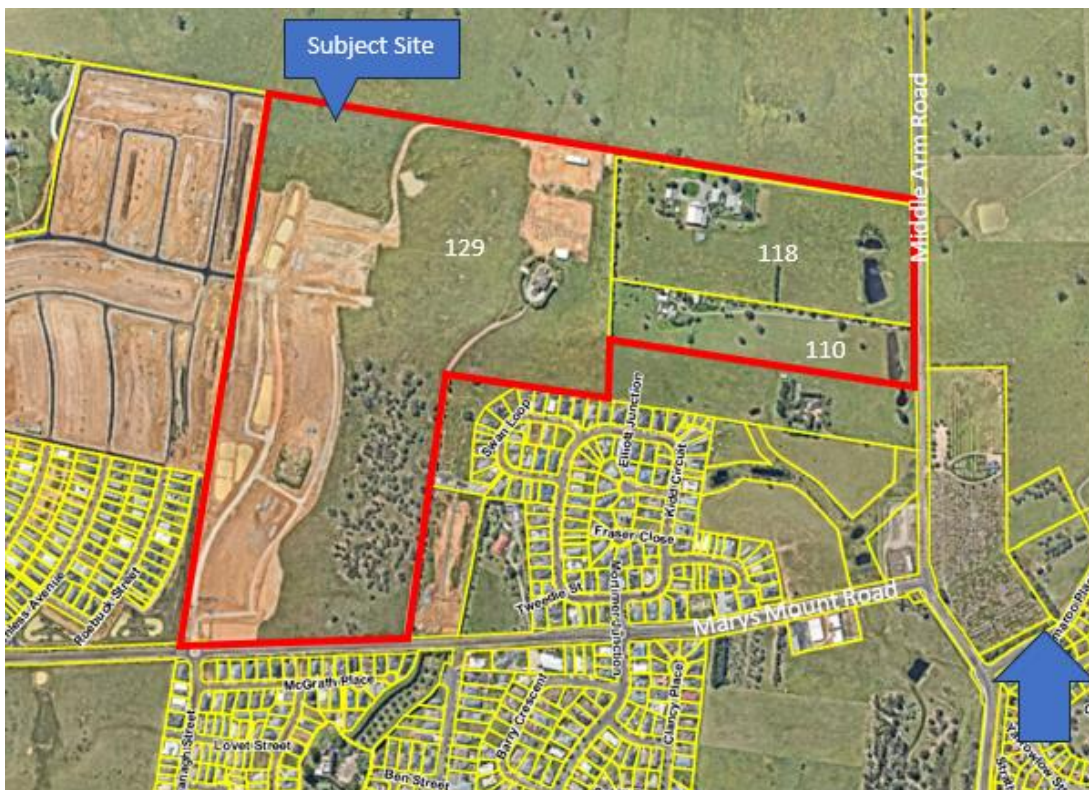 Subject Site
Middle Arm Road
129
118
110
Swan Loop
Elliott Junction
Kidd Circuit
Fraser Close
Tweedie St
Mortimer Junction
Marys Mount Road
Roebuck Street
McGrath Place
Lovet Street
Barry Crescent
Clancy Place
Ben Street